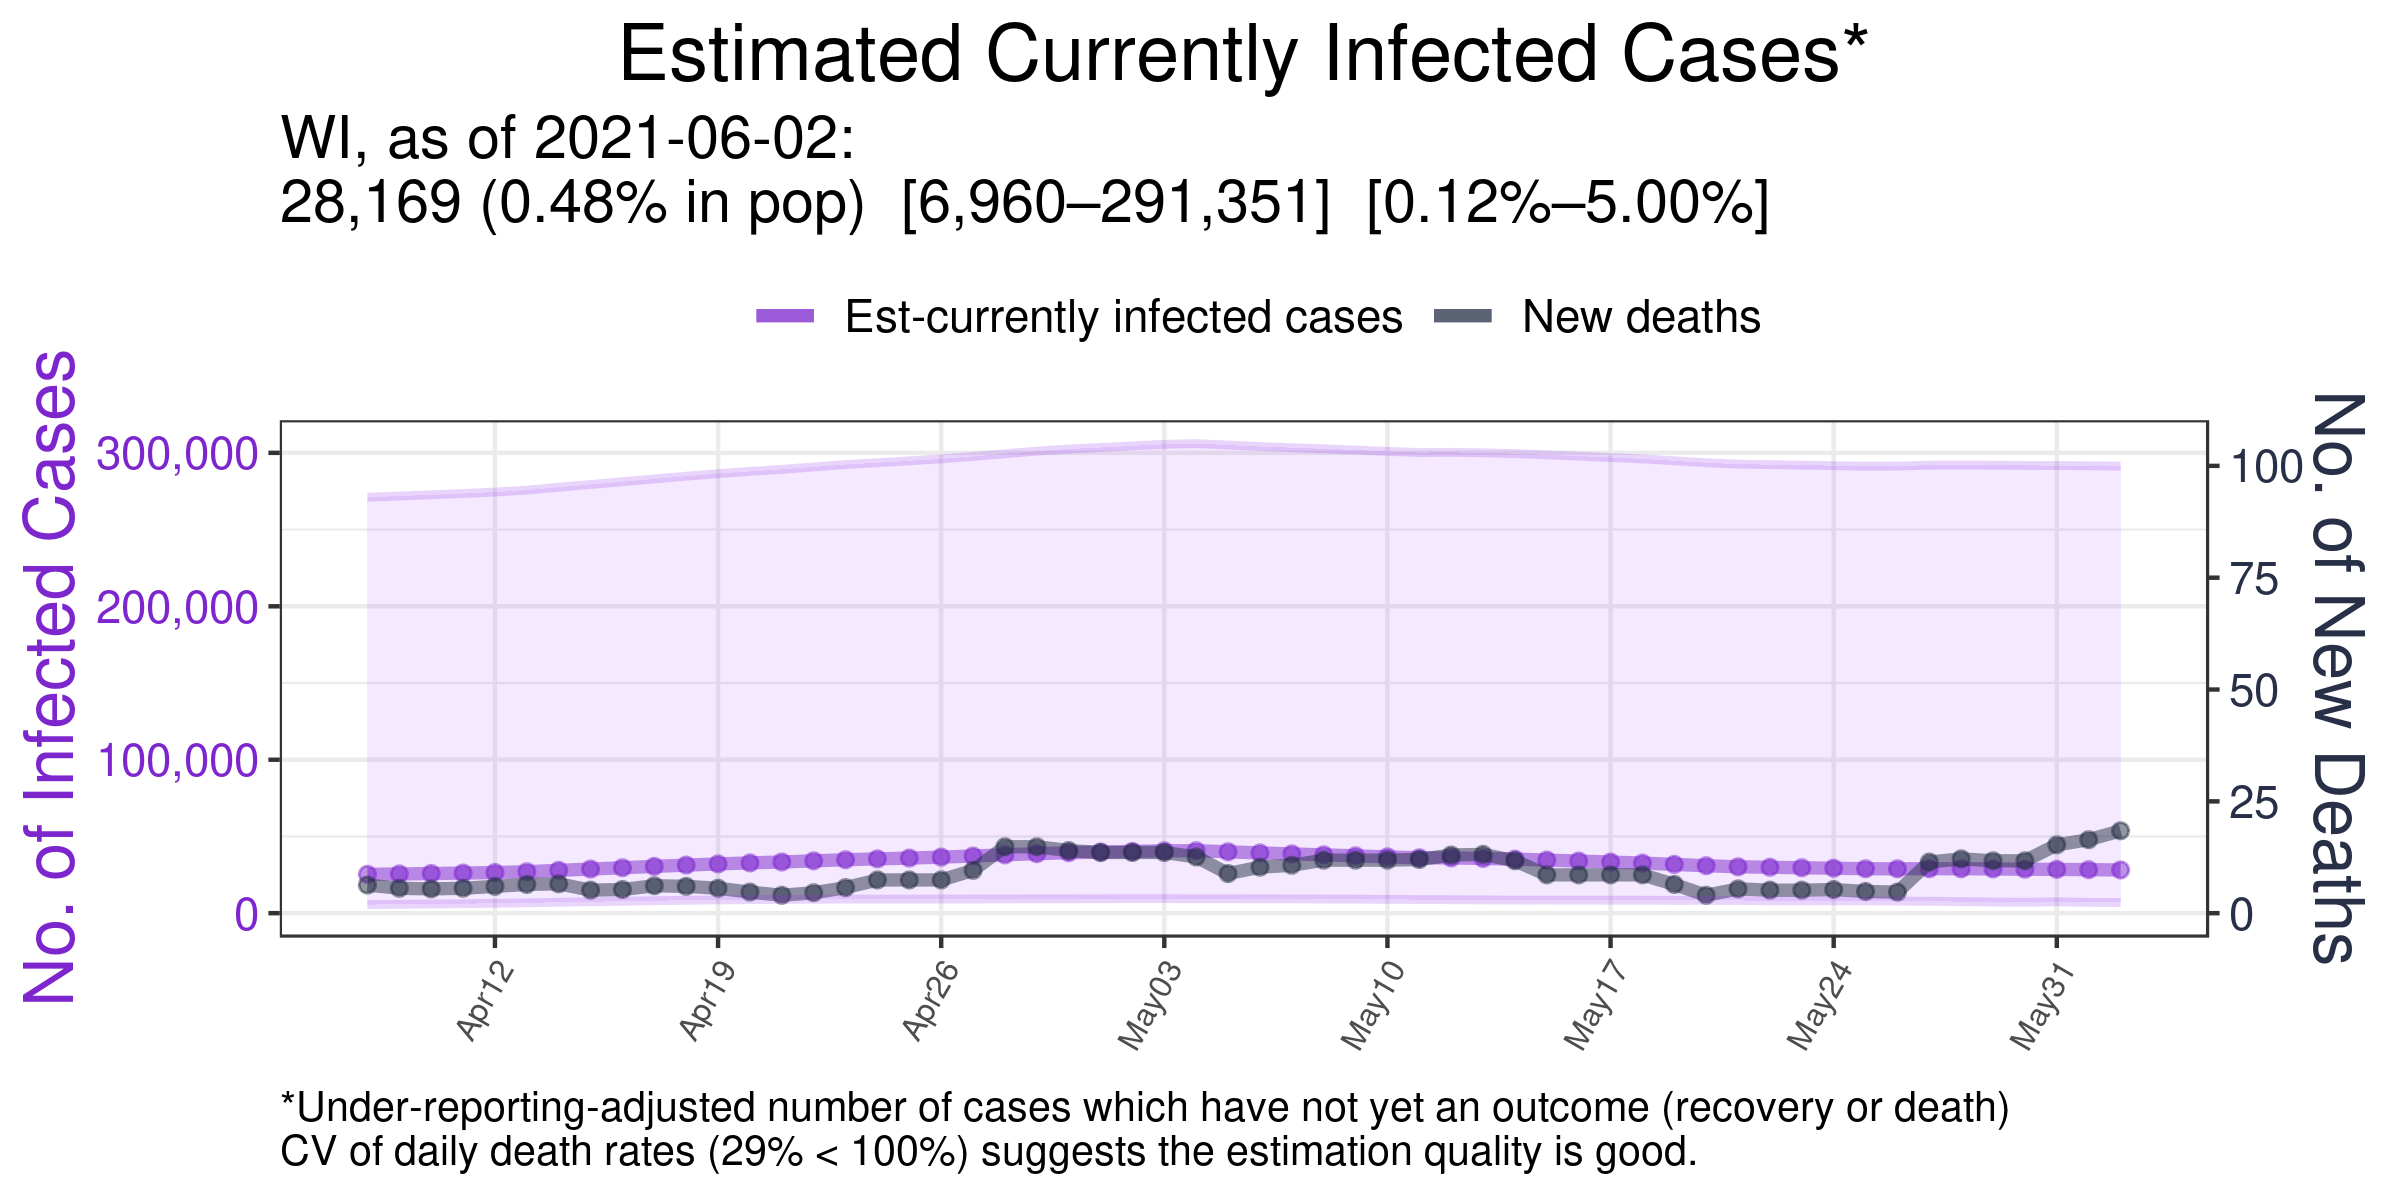 Estimated Currently Infected Cases*
WI, as of 2021-06-02:
28,169 (0.48% in pop)  [6,960–291,351]  [0.12%–5.00%]
Est-currently infected cases
New deaths
No. of Infected Cases
300,000
200,000
100,000
0
100
75
50
25
0
No. of New Deaths
Apr12
Apr19
Apr26
May03
May10
May17
May24
May31
*Under-reporting-adjusted number of cases which have not yet an outcome (recovery or death)
CV of daily death rates (29% < 100%) suggests the estimation quality is good.